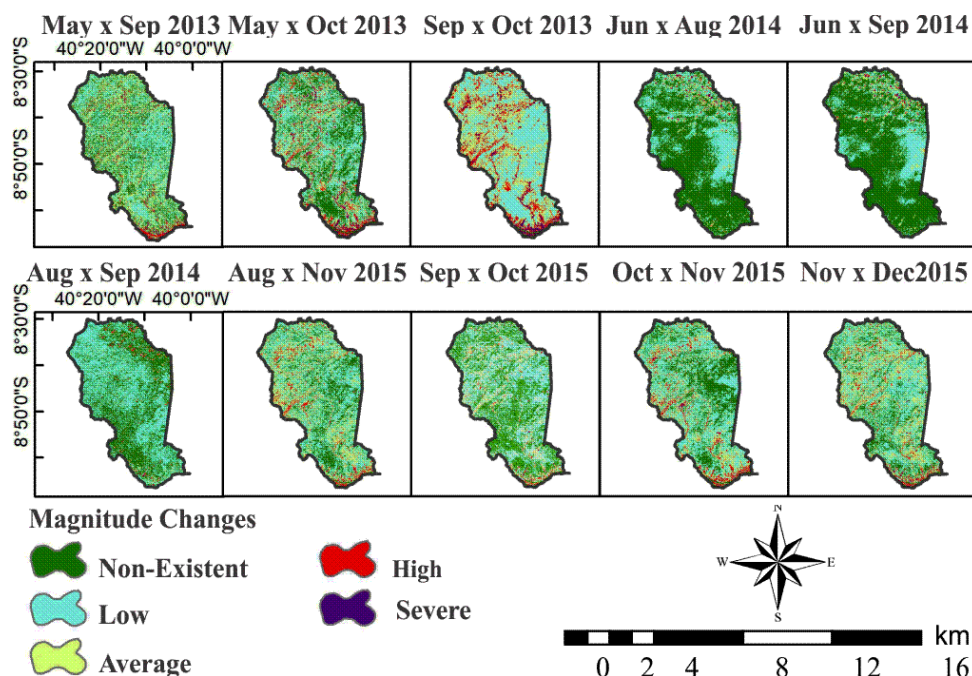 May x Sep 2013 May x Oct 2013 Sep x Oct 2013 Jun x Aug 2014 Jun x Sep 2014
40°20'0"W 40°0'0"W
8°30'0"S
8°50'0"S
Aug x Sep 2014 Aug x Nov 2015 Sep x Oct 2015 Oct x Nov 2015 Nov x Dec2015
40°20'0"W 40°0'0"W
8°30'0"S
8°50'0"S
Magnitude Changes
Non-Existent
Low
Average
High
Severe
N
W E
S
km
0 2 4 8 12 16